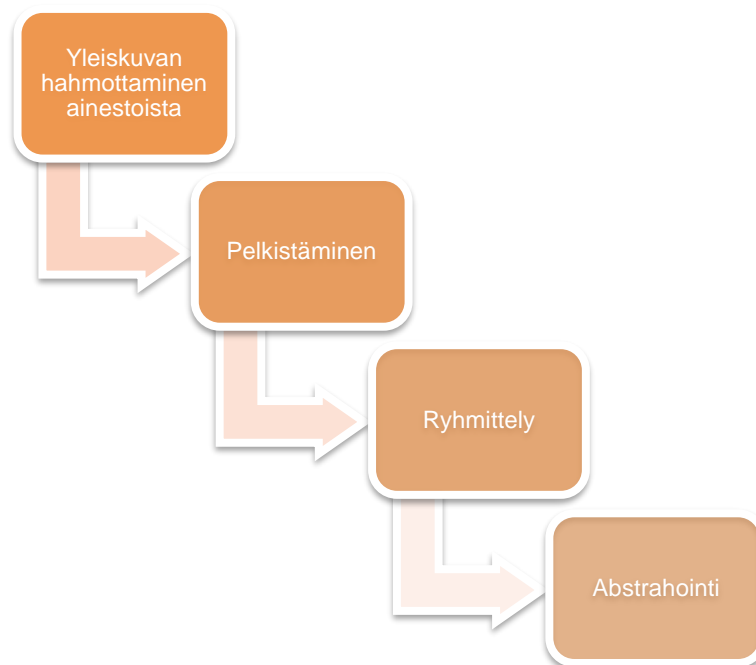 Yleiskuvan
hahmottaminen
ainestoista
Pelkistäminen
Ryhmittely
Abstrahointi